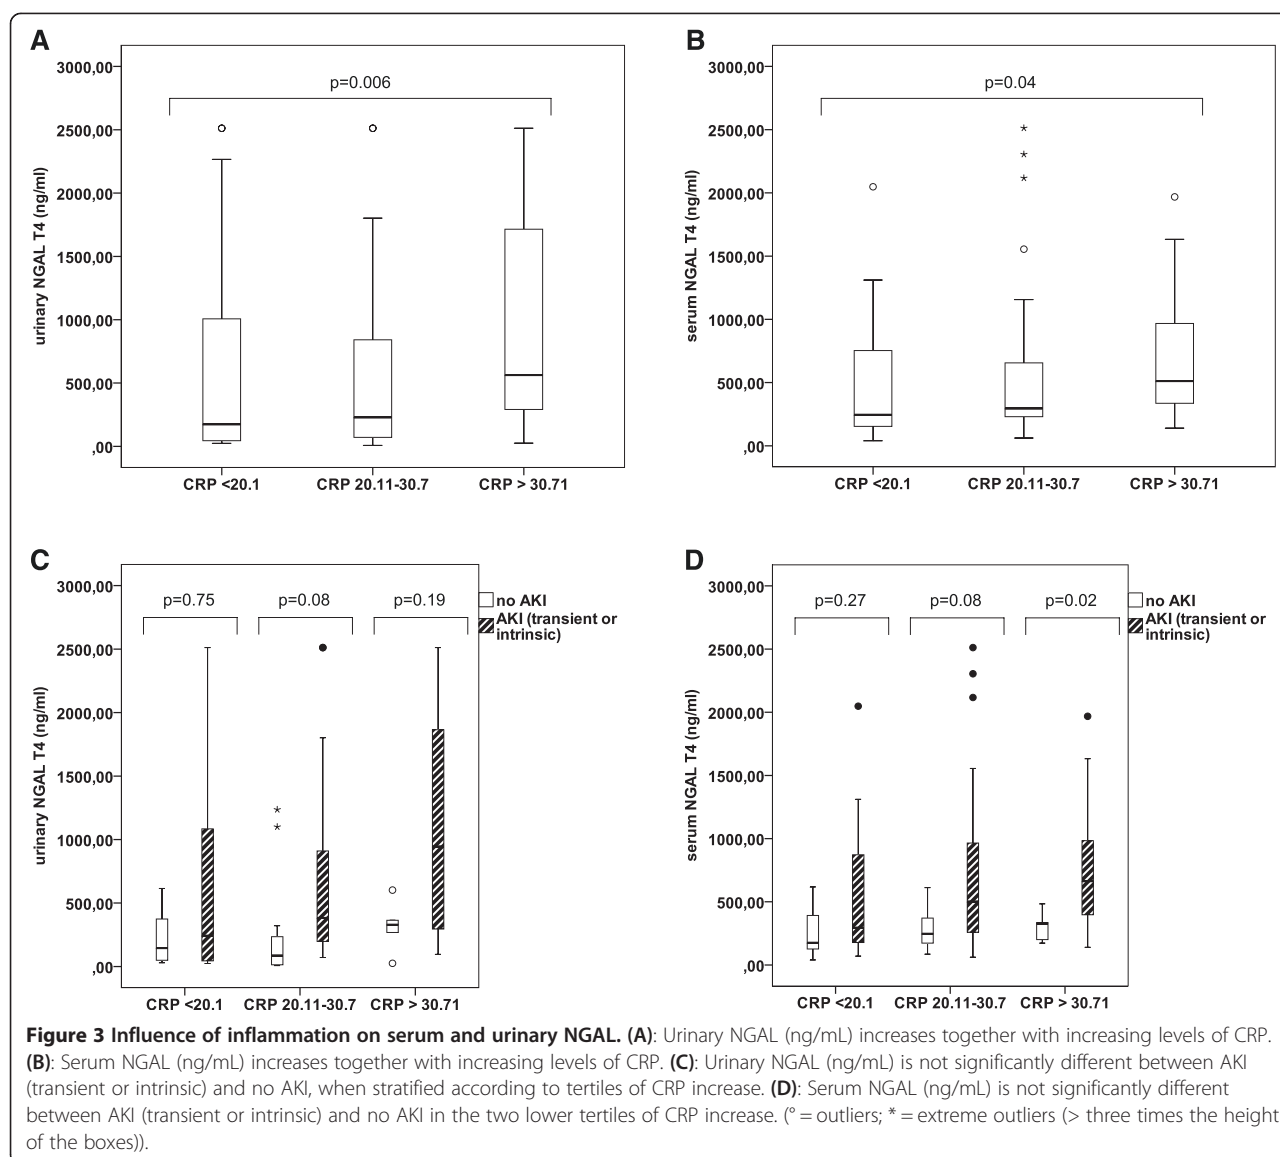 A
3000,00
2500,00
2000,00
1500,00
1000,00
500,00
,00
urinary NGAL T4 (ng/ml)
p=0.006
CRP <20.1 CRP 20.11-30.7 CRP > 30.71
B
3000,00
2500,00
2000,00
1500,00
1000,00
500,00
,00
serum NGAL T4 (ng/ml)
p=0.04
*
*
*
CRP <20.1 CRP 20.11-30.7 CRP > 30.71
C
3000,00
2500,00
2000,00
1500,00
1000,00
500,00
,00
urinary NGAL T4 (ng/ml)
p=0.75 p=0.08 p=0.19
*
*
no AKI
AKI (transient or
intrinsic)
CRP <20.1 CRP 20.11-30.7 CRP > 30.71
D
3000,00
2500,00
2000,00
1500,00
1000,00
500,00
,00
serum NGAL T4 (ng/ml)
p=0.27 p=0.08 p=0.02
no AKI
AKI (transient or
intrinsic)
CRP <20.1 CRP 20.11-30.7 CRP > 30.71
Figure 3 Influence of inflammation on serum and urinary NGAL. (A): Urinary NGAL (ng/mL) increases together with increasing levels of CRP.
(B): Serum NGAL (ng/mL) increases together with increasing levels of CRP. (C): Urinary NGAL (ng/mL) is not significantly different between AKI
(transient or intrinsic) and no AKI, when stratified according to tertiles of CRP increase. (D): Serum NGAL (ng/mL) is not significantly different
between AKI (transient or intrinsic) and no AKI in the two lower tertiles of CRP increase. (° = outliers; * = extreme outliers (> three times the height
of the boxes)).